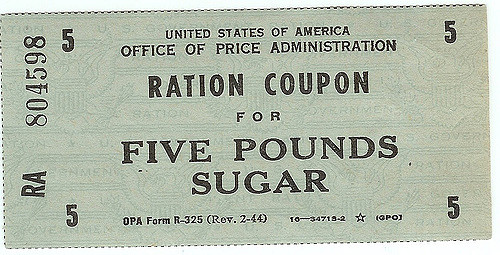 5 UNITED STATES OF AMERICA 5
OFFICE OF PRICE ADMINISTRATION
804598
RATION COUPON
FOR
FIVE POUNDS
SUGAR
RA
5 OPA Form R-325 (Rev. 2-44) 16-34715-2 ☆ (GPO) 5